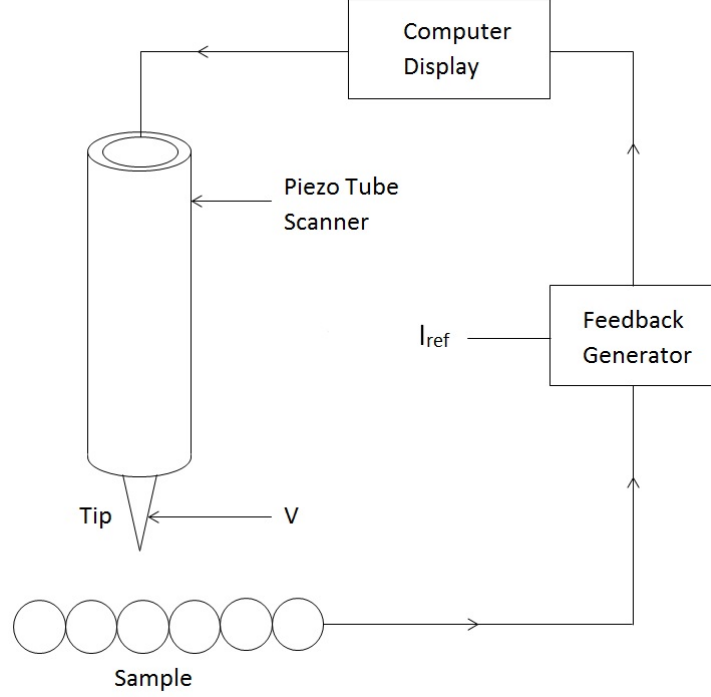 Computer
Display
Piezo Tube
Scanner
Iref
Feedback
Generator
Tip
V
Sample